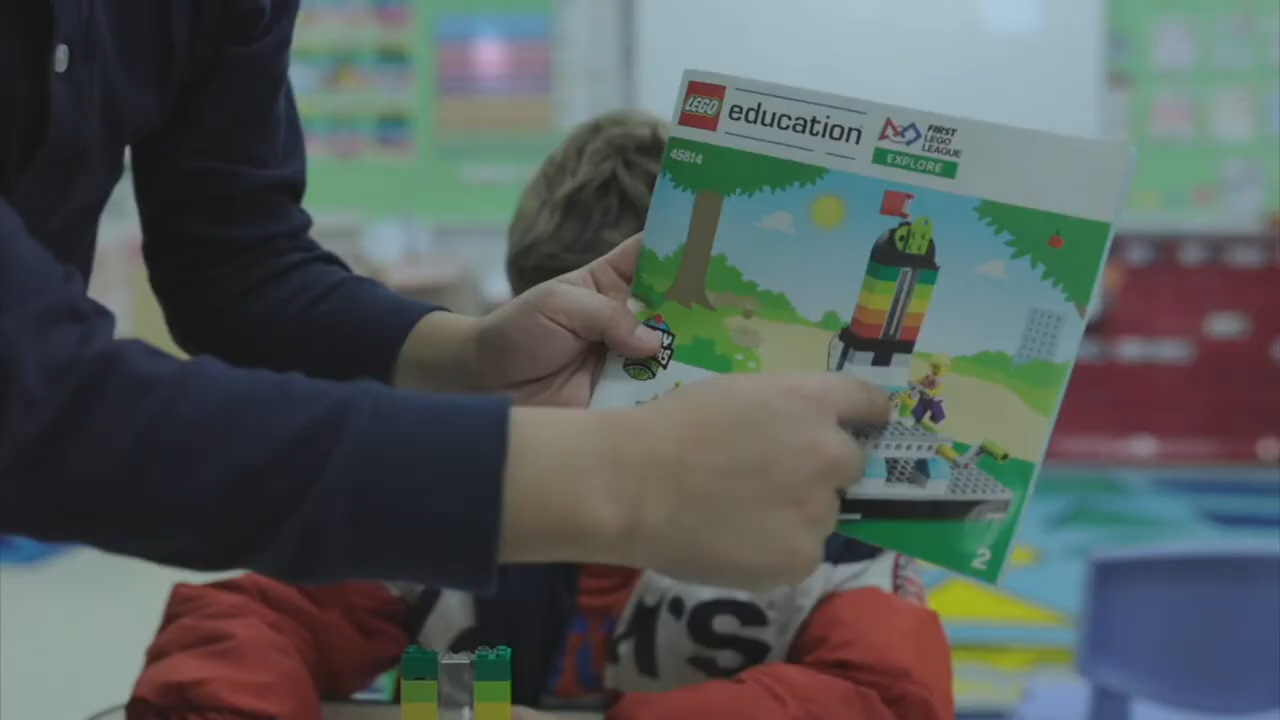 LEGO education
FIRST
LEGO
LEAGUE
EXPLORE
45814
2
M'S